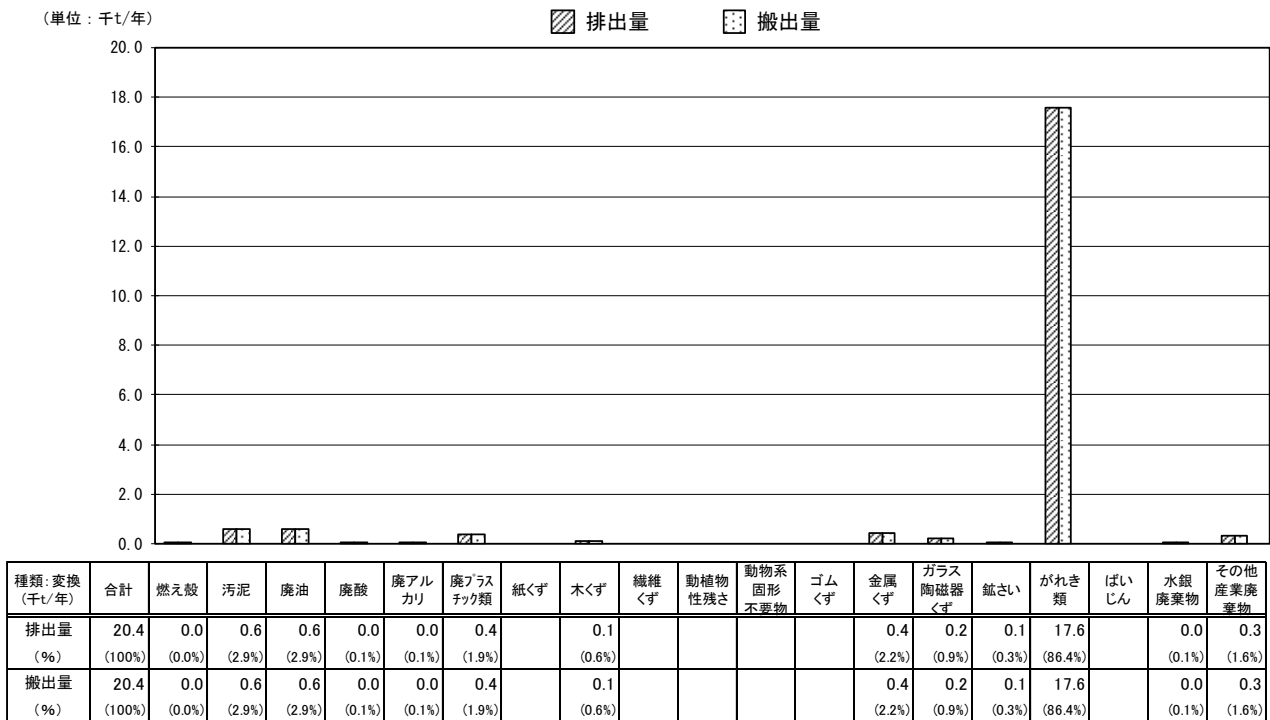 （単位：千t/年）
排出量 搬出量
20.0
18.0
16.0
14.0
12.0
10.0
8.0
6.0
4.0
2.0
0.0
種類:変換（千t/年） 合計 燃え殻 汚泥 廃油 廃酸 廃アルカリ 廃プラスチック類 紙くず 木くず 繊維くず 動植物性残さ 動物系固形不要物 ゴムくず 金属くず ガラス陶磁器くず 鉱さい がれき類 ばいじん 水銀廃棄物 その他産業廃棄物
排出量 20.4 0.0 0.6 0.6 0.0 0.0 0.4 0.1 0.4 0.2 0.1 17.6 0.0 0.3
（%） (100%) (0.0%) (2.9%) (2.9%) (0.1%) (0.1%) (1.9%) (0.6%) (2.2%) (0.9%) (0.3%) (86.4%) (0.1%) (1.6%)
搬出量 20.4 0.0 0.6 0.6 0.0 0.0 0.4 0.1 0.4 0.2 0.1 17.6 0.0 0.3
（%） (100%) (0.0%) (2.9%) (2.9%) (0.1%) (0.1%) (1.9%) (0.6%) (2.2%) (0.9%) (0.3%) (86.4%) (0.1%) (1.6%)